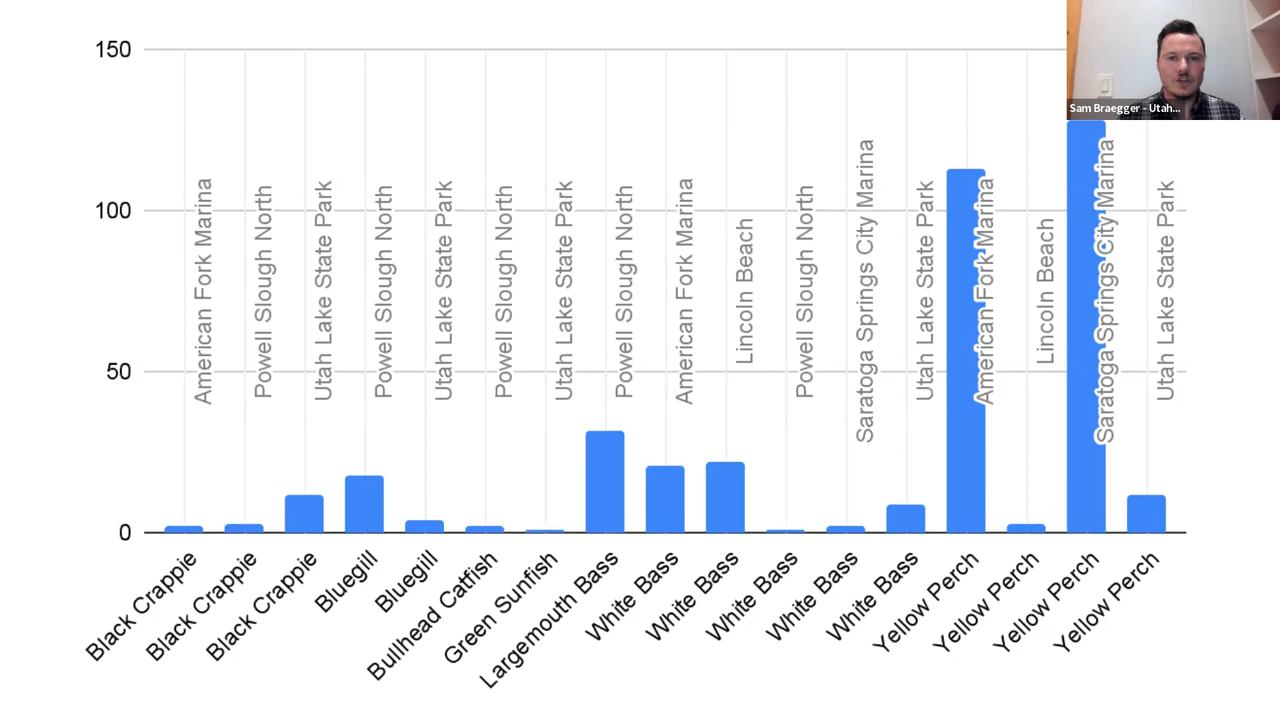 Sam Braegger - Utah...
150
100
50
0
American Fork Marina
Powell Slough North
Utah Lake State Park
Powell Slough North
Utah Lake State Park
Powell Slough North
Utah Lake State Park
Powell Slough North
American Fork Marina
Lincoln Beach
Powell Slough North
Saratoga Springs City Marina
Utah Lake State Park
American Fork Marina
Lincoln Beach
Saratoga Springs City Marina
Utah Lake State Park
Black Crappie
Black Crappie
Black Crappie
Bluegill
Bluegill
Bullhead Catfish
Green Sunfish
Largemouth Bass
White Bass
White Bass
White Bass
White Bass
White Bass
Yellow Perch
Yellow Perch
Yellow Perch
Yellow Perch